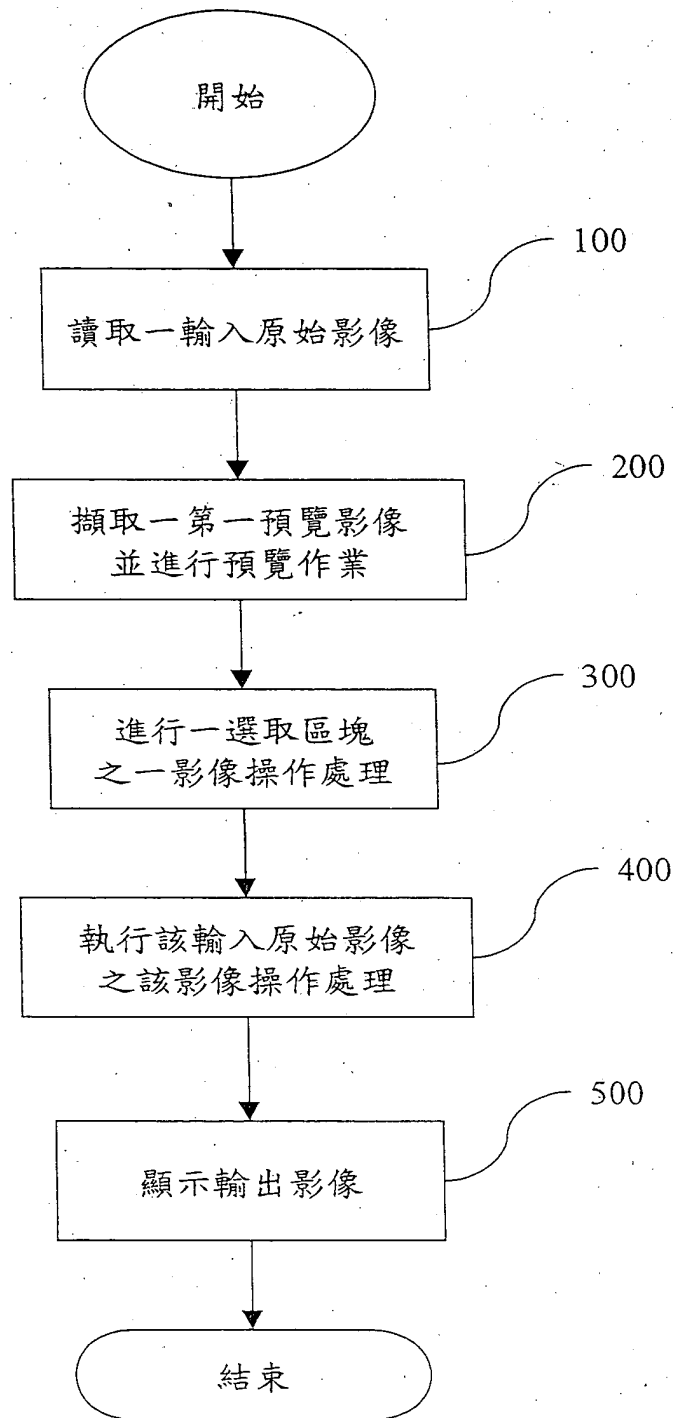 開始
100
讀取一輸入原始影像
200
擷取一第一預覽影像
並進行預覽作業
300
進行一選取區塊
之一影像操作處理
400
執行該輸入原始影像
之該影像操作處理
500
顯示輸出影像
結束